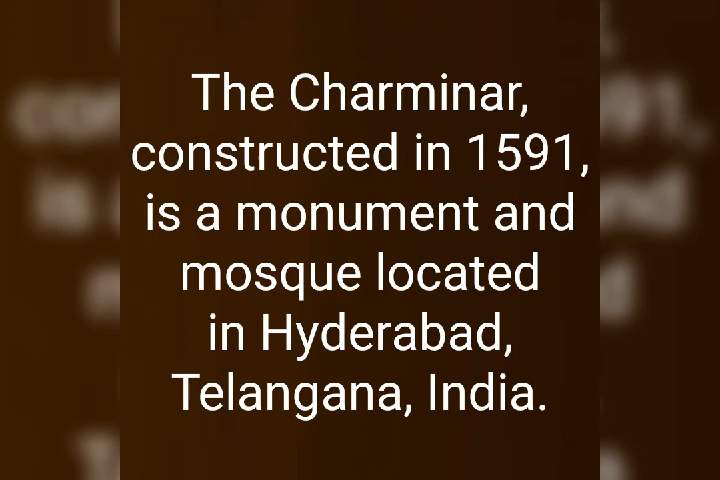 The Charminar,
constructed in 1591,
is a monument and
mosque located
in Hyderabad,
Telangana, India.